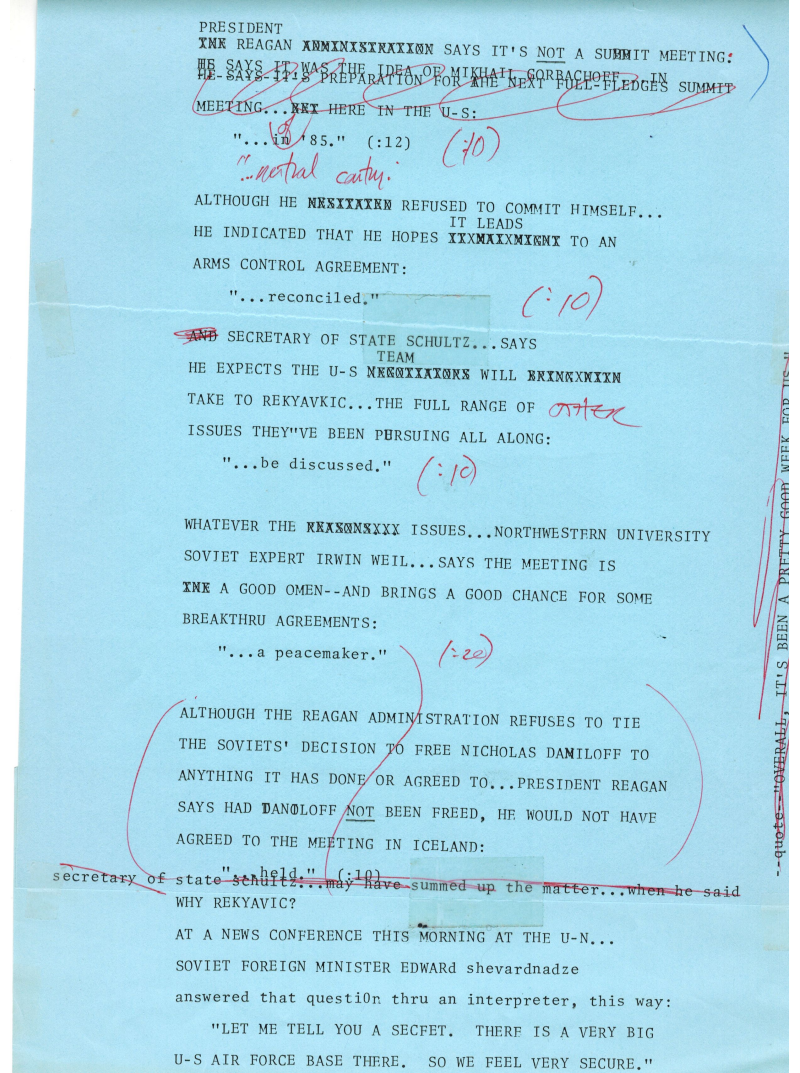 PRESIDENT
THE REAGAN ADMINISTRATION SAYS IT'S NOT A SUMMIT MEETING:
HE SAYS IT WAS THE IDEA OF MIKHAIL GORBACHOFF...IN
HE SAYS IT'S PREPARATION FOR THE NEXT FULL-FLEDGES SUMMIT
MEETING... HERE IN THE U-S:
"...in '85." (:12) (:10)
"...neutral
ALTHOUGH HE REFUSED TO COMMIT HIMSELF...
IT LEADS
HE INDICATED THAT HE HOPES TO AN
ARMS CONTROL AGREEMENT:
"...reconciled." (:10)
AND SECRETARY OF STATE SCHULTZ...SAYS
TEAM
HE EXPECTS THE U-S NEGOTIATORS WILL BRING WITH
TAKE TO REKYAVKIC...THE FULL RANGE OF OTHER
ISSUES THEY"VE BEEN PURSUING ALL ALONG:
"...be discussed." (:10)
WHATEVER THE REASONS ISSUES...NORTHWESTERN UNIVERSITY
SOVIET EXPERT IRWIN WEIL...SAYS THE MEETING IS
THE A GOOD OMEN--AND BRINGS A GOOD CHANCE FOR SOME
BREAKTHRU AGREEMENTS:
"...a peacemaker." (:20)
ALTHOUGH THE REAGAN ADMINISTRATION REFUSES TO TIE
THE SOVIETS' DECISION TO FREE NICHOLAS DANILOFF TO
ANYTHING IT HAS DONE OR AGREED TO...PRESIDENT REAGAN
SAYS HAD DANOLOFF NOT BEEN FREED, HE WOULD NOT HAVE
AGREED TO THE MEETING IN ICELAND:
"...held." (:10)
secretary of state schultz...may have summed up the matter...when he said
--quote--"OVERALL, IT'S BEEN A PRETTY GOOD WEEK FOR US"
WHY REKYAVIC?
AT A NEWS CONFERENCE THIS MORNING AT THE U-N...
SOVIET FOREIGN MINISTER EDWARd shevardnadze
answered that questiOn thru an interpreter, this way:
"LET ME TELL YOU A SECFET. THERE IS A VERY BIG
U-S AIR FORCE BASE THERE. SO WE FEEL VERY SECURE."